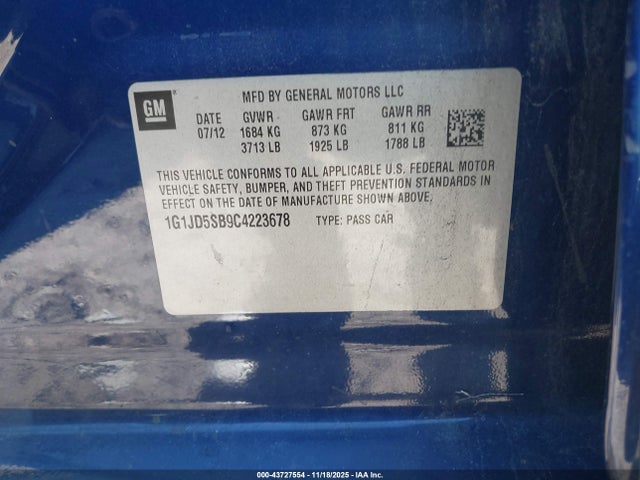 GM
MFD BY GENERAL MOTORS LLC
DATE GVWR GAWR FRT GAWR RR
07/12 1684 KG 873 KG 811 KG
3713 LB 1925 LB 1788 LB
THIS VEHICLE CONFORMS TO ALL APPLICABLE U.S. FEDERAL MOTOR
VEHICLE SAFETY, BUMPER, AND THEFT PREVENTION STANDARDS IN
EFFECT ON THE DATE OF MANUFACTURE SHOWN ABOVE.
1G1JD5SB9C4223678 TYPE: PASS CAR
000-43727554 - 11/18/2025 - IAA Inc.